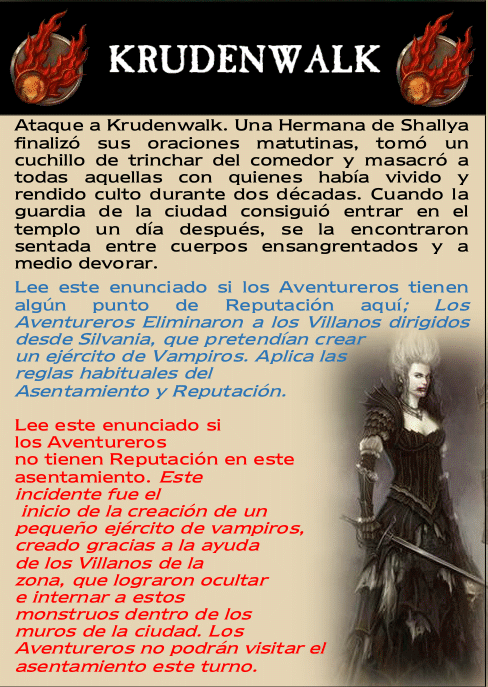 KRUDENWALK
Ataque a Krudenwalk. Una Hermana de Shallya
finalizó sus oraciones matutinas, tomó un
cuchillo de trinchar del comedor y masacró a
todas aquellas con quienes había vivido y
rendido culto durante dos décadas. Cuando la
guardia de la ciudad consiguió entrar en el
templo un día después, se la encontraron
sentada entre cuerpos ensangrentados y a
medio devorar.
Lee este enunciado si los Aventureros tienen
algún punto de Reputación aquí; Los
Aventureros Eliminaron a los Villanos dirigidos
desde Silvania, que pretendían crear
un ejército de Vampiros. Aplica las
reglas habituales del
Asentamiento y Reputación.
Lee este enunciado si
los Aventureros
no tienen Reputación en este
asentamiento. Este
incidente fue el
inicio de la creación de un
pequeño ejército de vampiros,
creado gracias a la ayuda
de los Villanos de la
zona, que lograron ocultar
e internar a estos
monstruos dentro de los
muros de la ciudad. Los
Aventureros no podrán visitar el
asentamiento este turno.